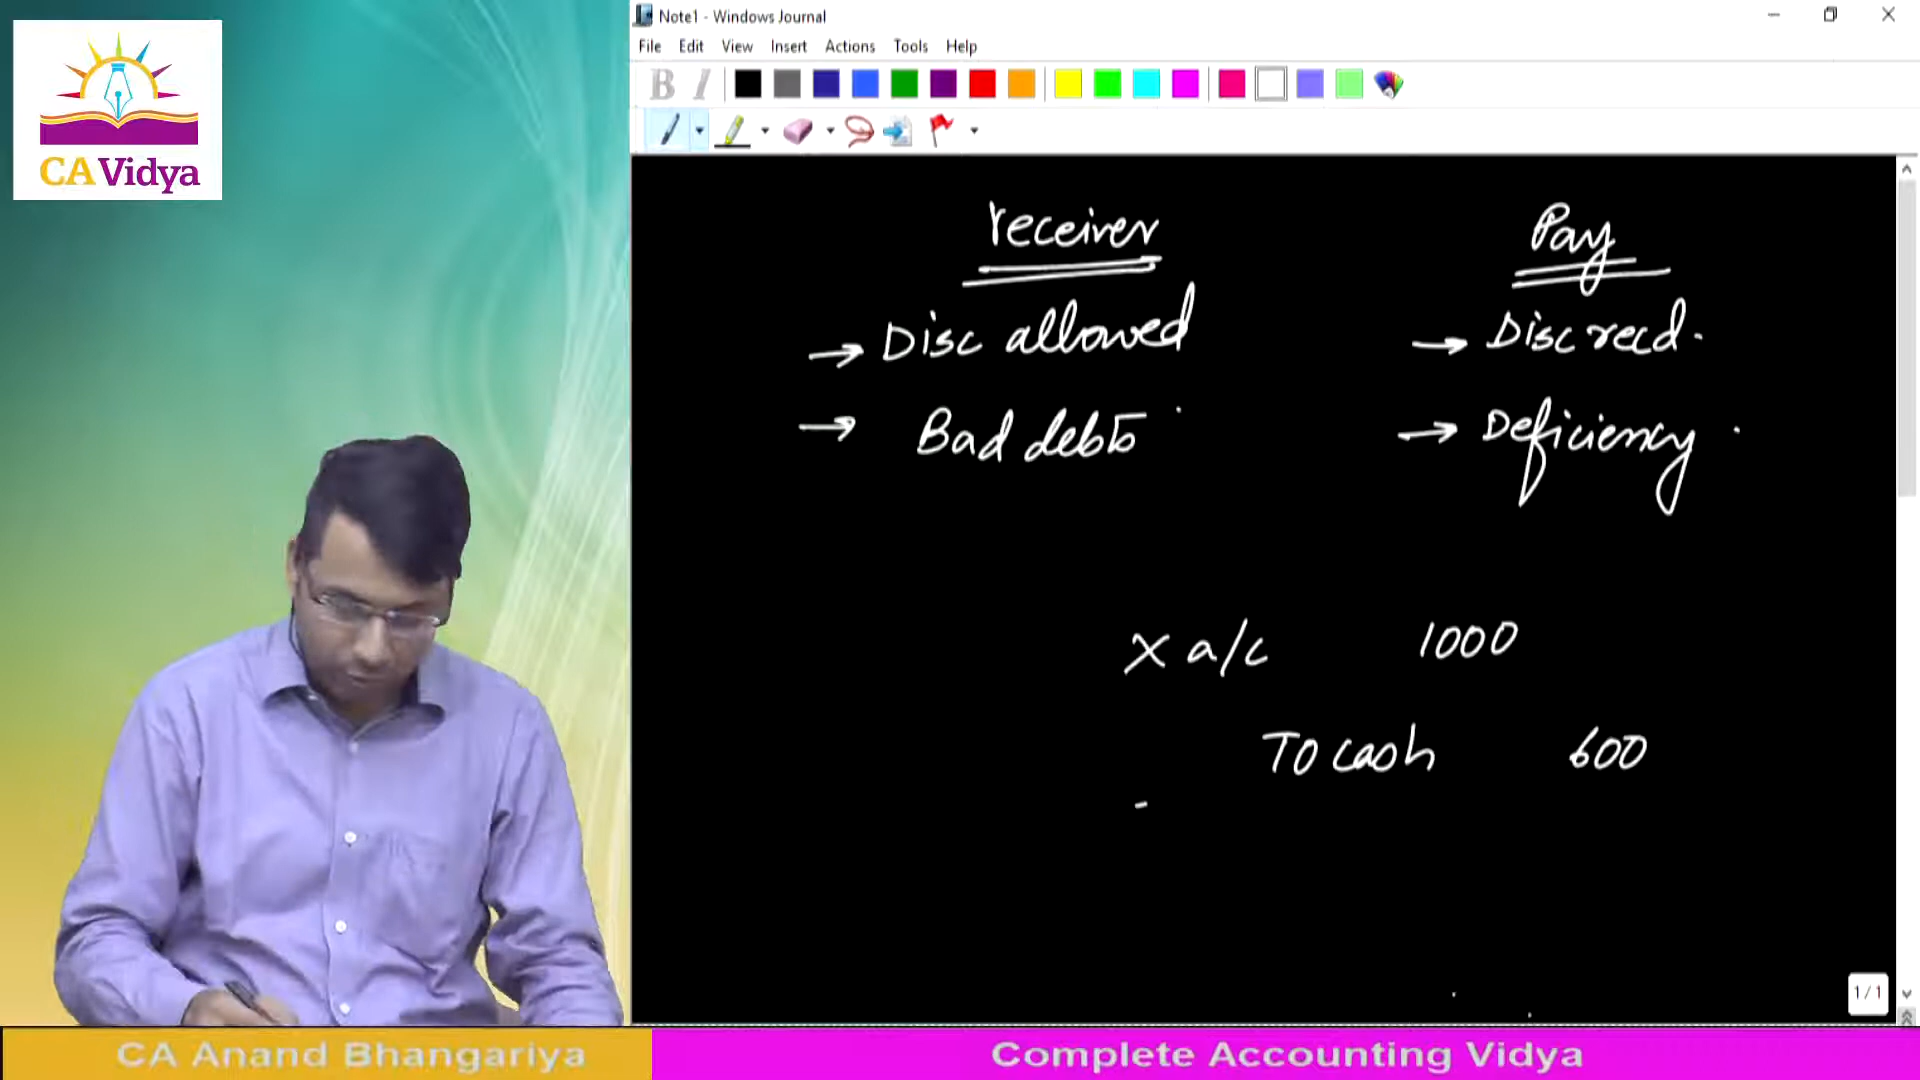 CA Vidya
Note1 - Windows Journal
File Edit View Insert Actions Tools Help
B I
receiver Pay
→ Disc allowed → Disc recd.
→ Bad debts → Deficiency
X a/c 1000
To cash 600
1 / 1
CA Anand Bhangariya Complete Accounting Vidya